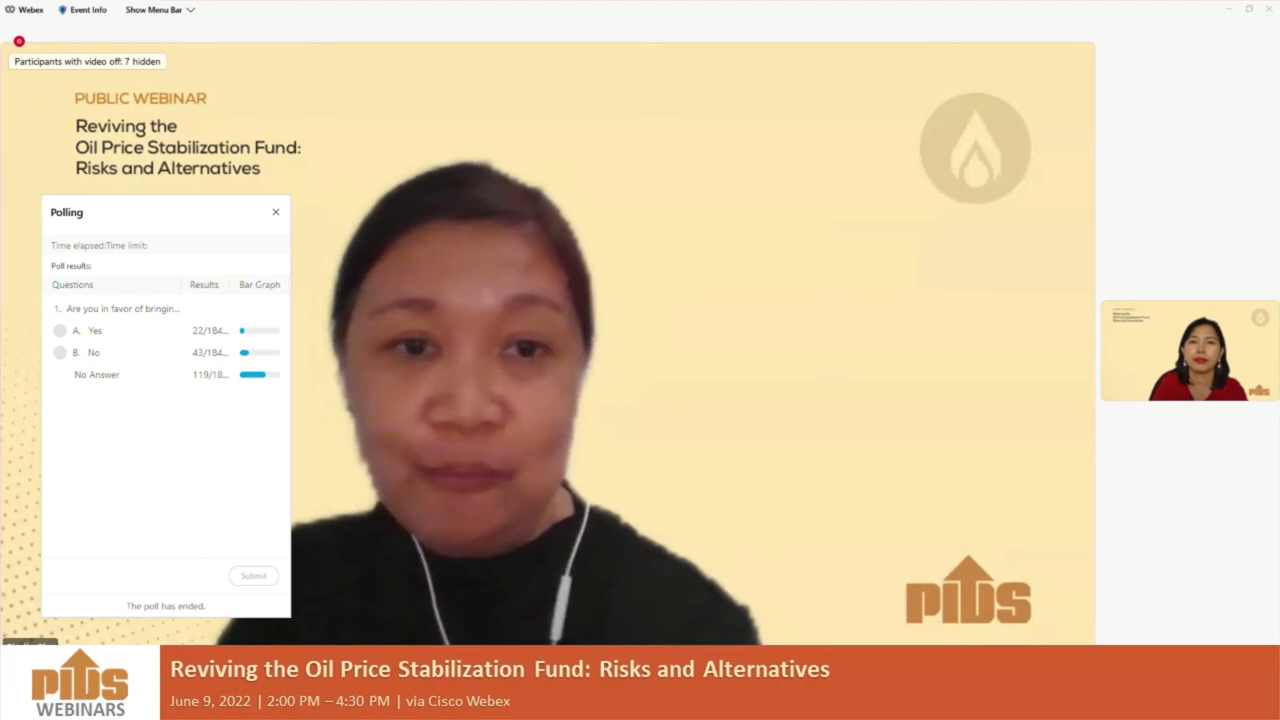 Webex
Event Info
Show Menu Bar
Participants with video off: 7 hidden
PUBLIC WEBINAR
Reviving the
Oil Price Stabilization Fund:
Risks and Alternatives
Polling
Time elapsed:Time limit:
Poll results:
Questions Results Bar Graph
1. Are you in favor of bringin...
A. Yes 22/184...
B. No 43/184...
No Answer 119/18...
Submit
The poll has ended.
PIDS
PIDS
PIDS
WEBINARS
Reviving the Oil Price Stabilization Fund: Risks and Alternatives
June 9, 2022 | 2:00 PM – 4:30 PM | via Cisco Webex